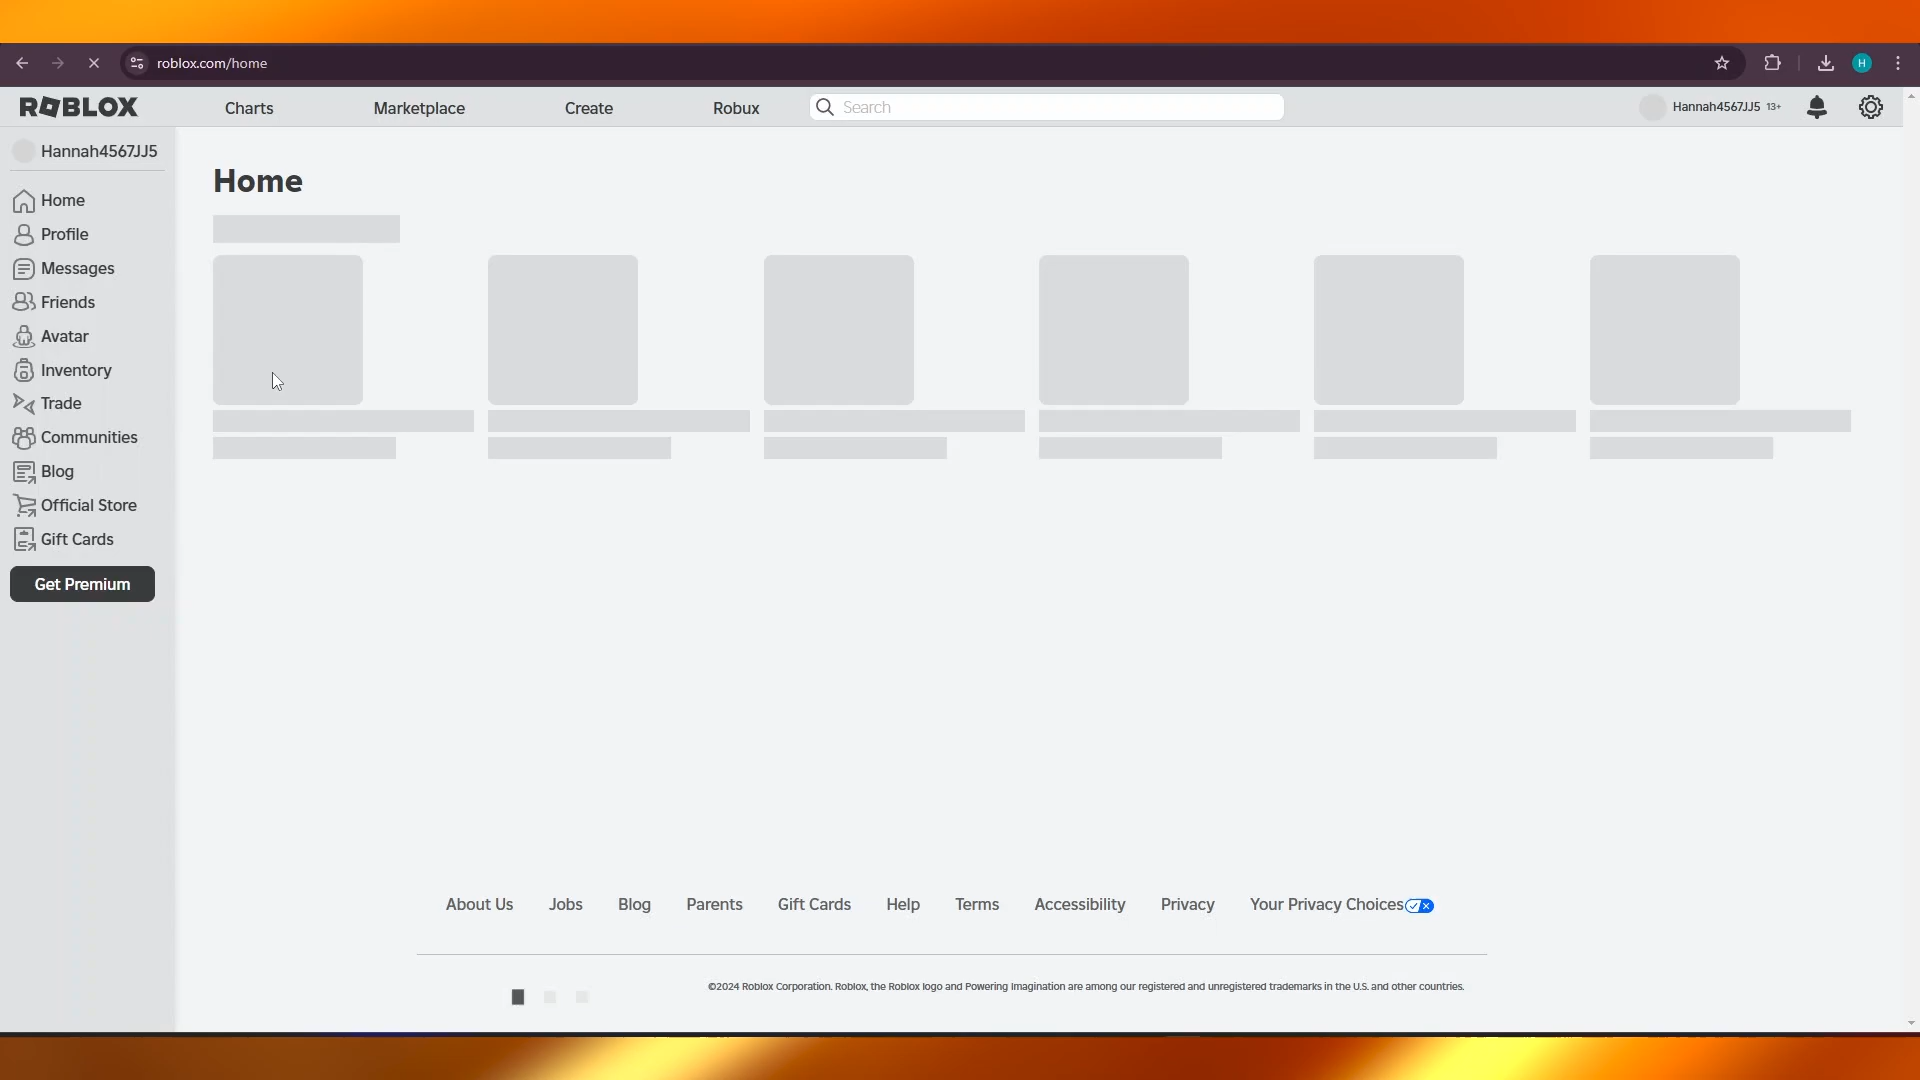 roblox.com/home
ROBLOX
Charts
Marketplace
Create
Robux
Search
Hannah4567JJ5 13+
Hannah4567JJ5
Home
Profile
Messages
Friends
Avatar
Inventory
Trade
Communities
Blog
Official Store
Gift Cards
Get Premium
Home
About Us Jobs Blog Parents Gift Cards Help Terms Accessibility Privacy Your Privacy Choices
©2024 Roblox Corporation. Roblox, the Roblox logo and Powering Imagination are among our registered and unregistered trademarks in the U.S. and other countries.
H